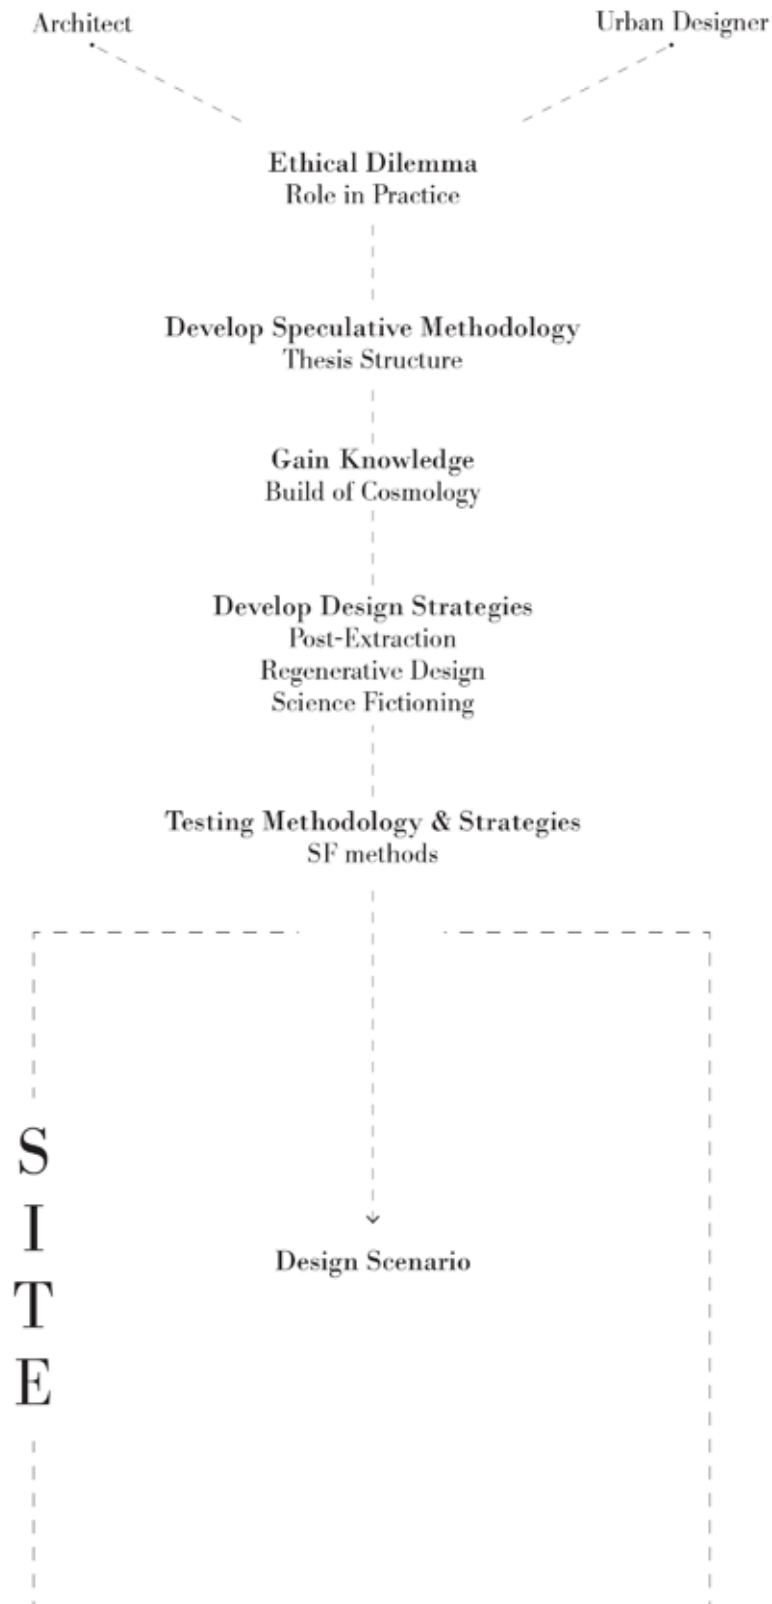 Architect
Urban Designer
Ethical Dilemma
Role in Practice
Develop Speculative Methodology
Thesis Structure
Gain Knowledge
Build of Cosmology
Develop Design Strategies
Post-Extraction
Regenerative Design
Science Fictioning
Testing Methodology & Strategies
SF methods
S
I
T
E
Design Scenario